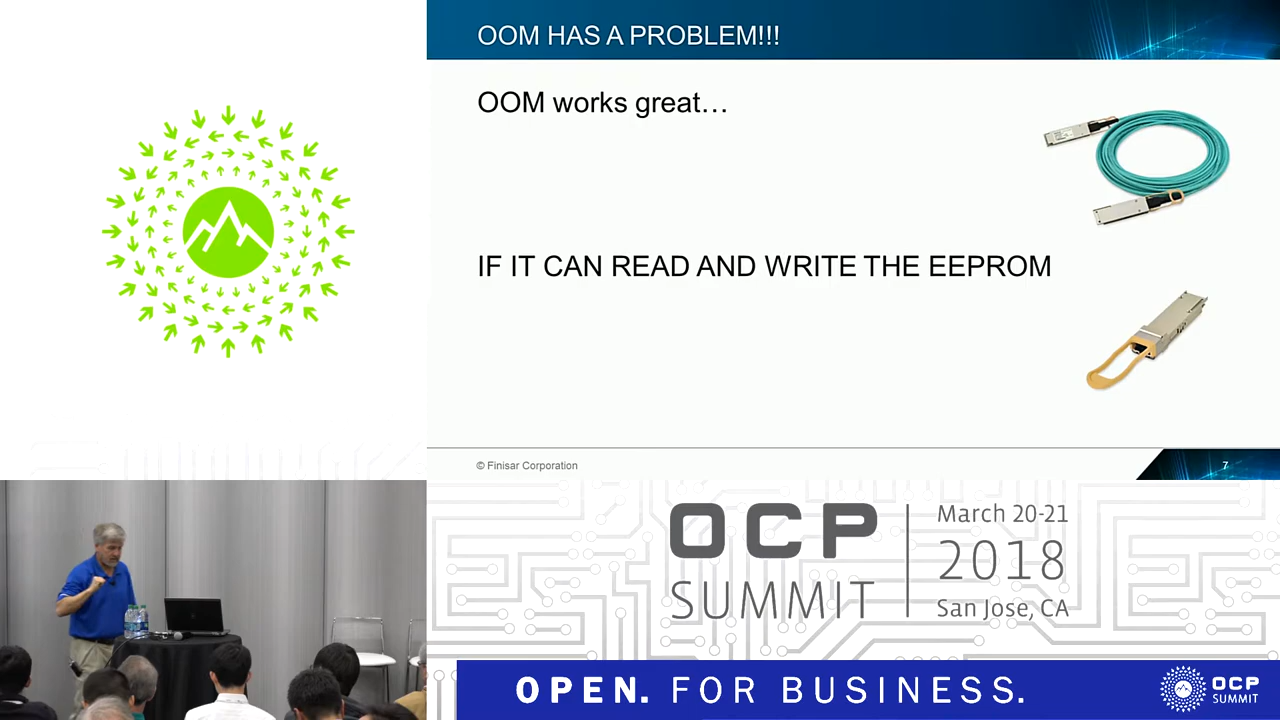 OOM HAS A PROBLEM!!!
OOM works great…
IF IT CAN READ AND WRITE THE EEPROM
© Finisar Corporation
7
OCP
SUMMIT
March 20-21
2018
San Jose, CA
OPEN. FOR BUSINESS.
OCP
SUMMIT